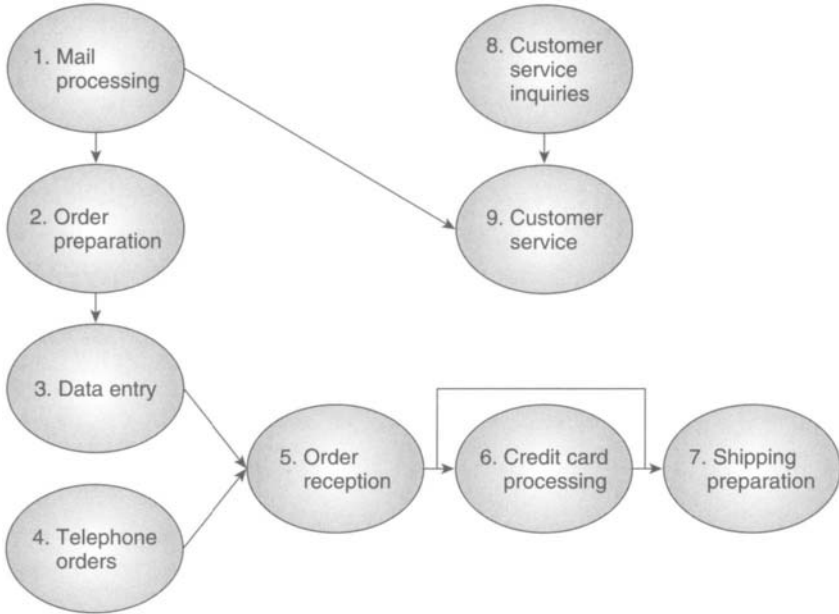 1. Mail
processing
8. Customer
service
inquiries
2. Order
preparation
9. Customer
service
3. Data entry
5. Order
reception
6. Credit card
processing
7. Shipping
preparation
4. Telephone
orders